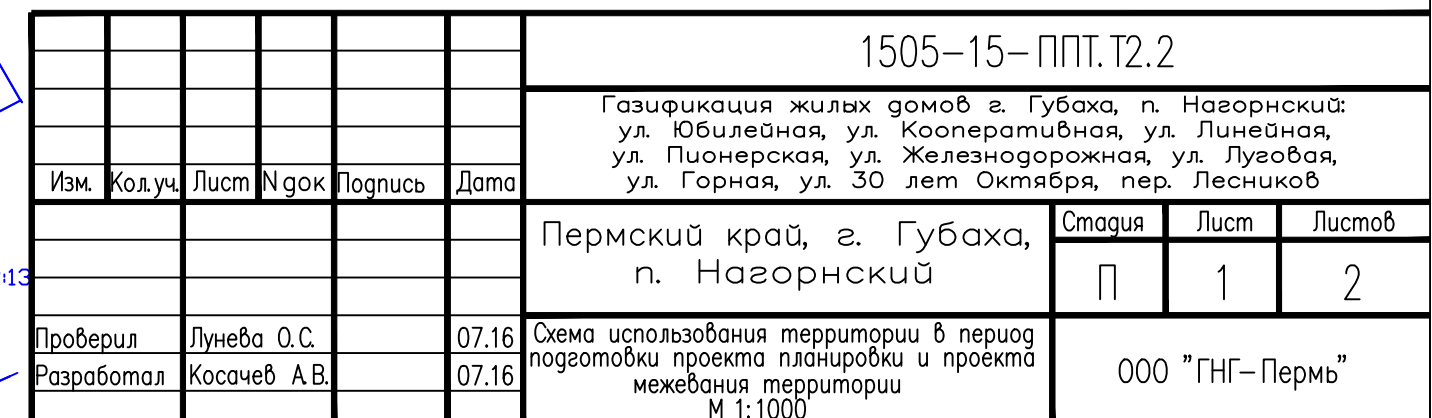 1505-15-ППТ.Т2.2
Газификация жилых домов г. Губаха, п. Нагорнский:
ул. Юбилейная, ул. Кооперативная, ул. Линейная,
ул. Пионерская, ул. Железнодорожная, ул. Луговая,
ул. Горная, ул. 30 лет Октября, пер. Лесников
Изм. Кол.уч. Лист N док Подпись Дата
Пермский край, г. Губаха,
п. Нагорнский
Стадия Лист Листов
П 1 2
:13
Проверил Лунева О.С. 07.16
Разработал Косачев А.В. 07.16
Схема использования территории в период
подготовки проекта планировки и проекта
межевания территории
М 1:1000
ООО "ГНГ-Пермь"